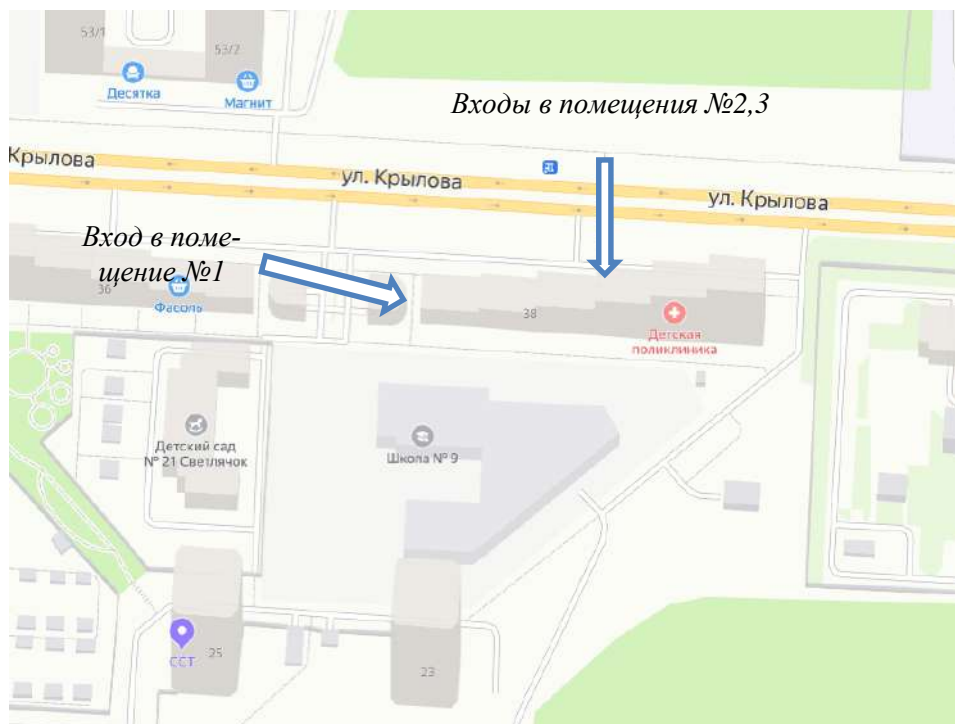 53/1
53/2
Десятка
Магнит
Входы в помещения №2,3
Крылова
ул. Крылова
ул. Крылова
Вход в поме-
щение №1
36
Фасоль
38
Детская
поликлиника
Детский сад
№ 21 Светлячок
Школа № 9
25
ССТ
23